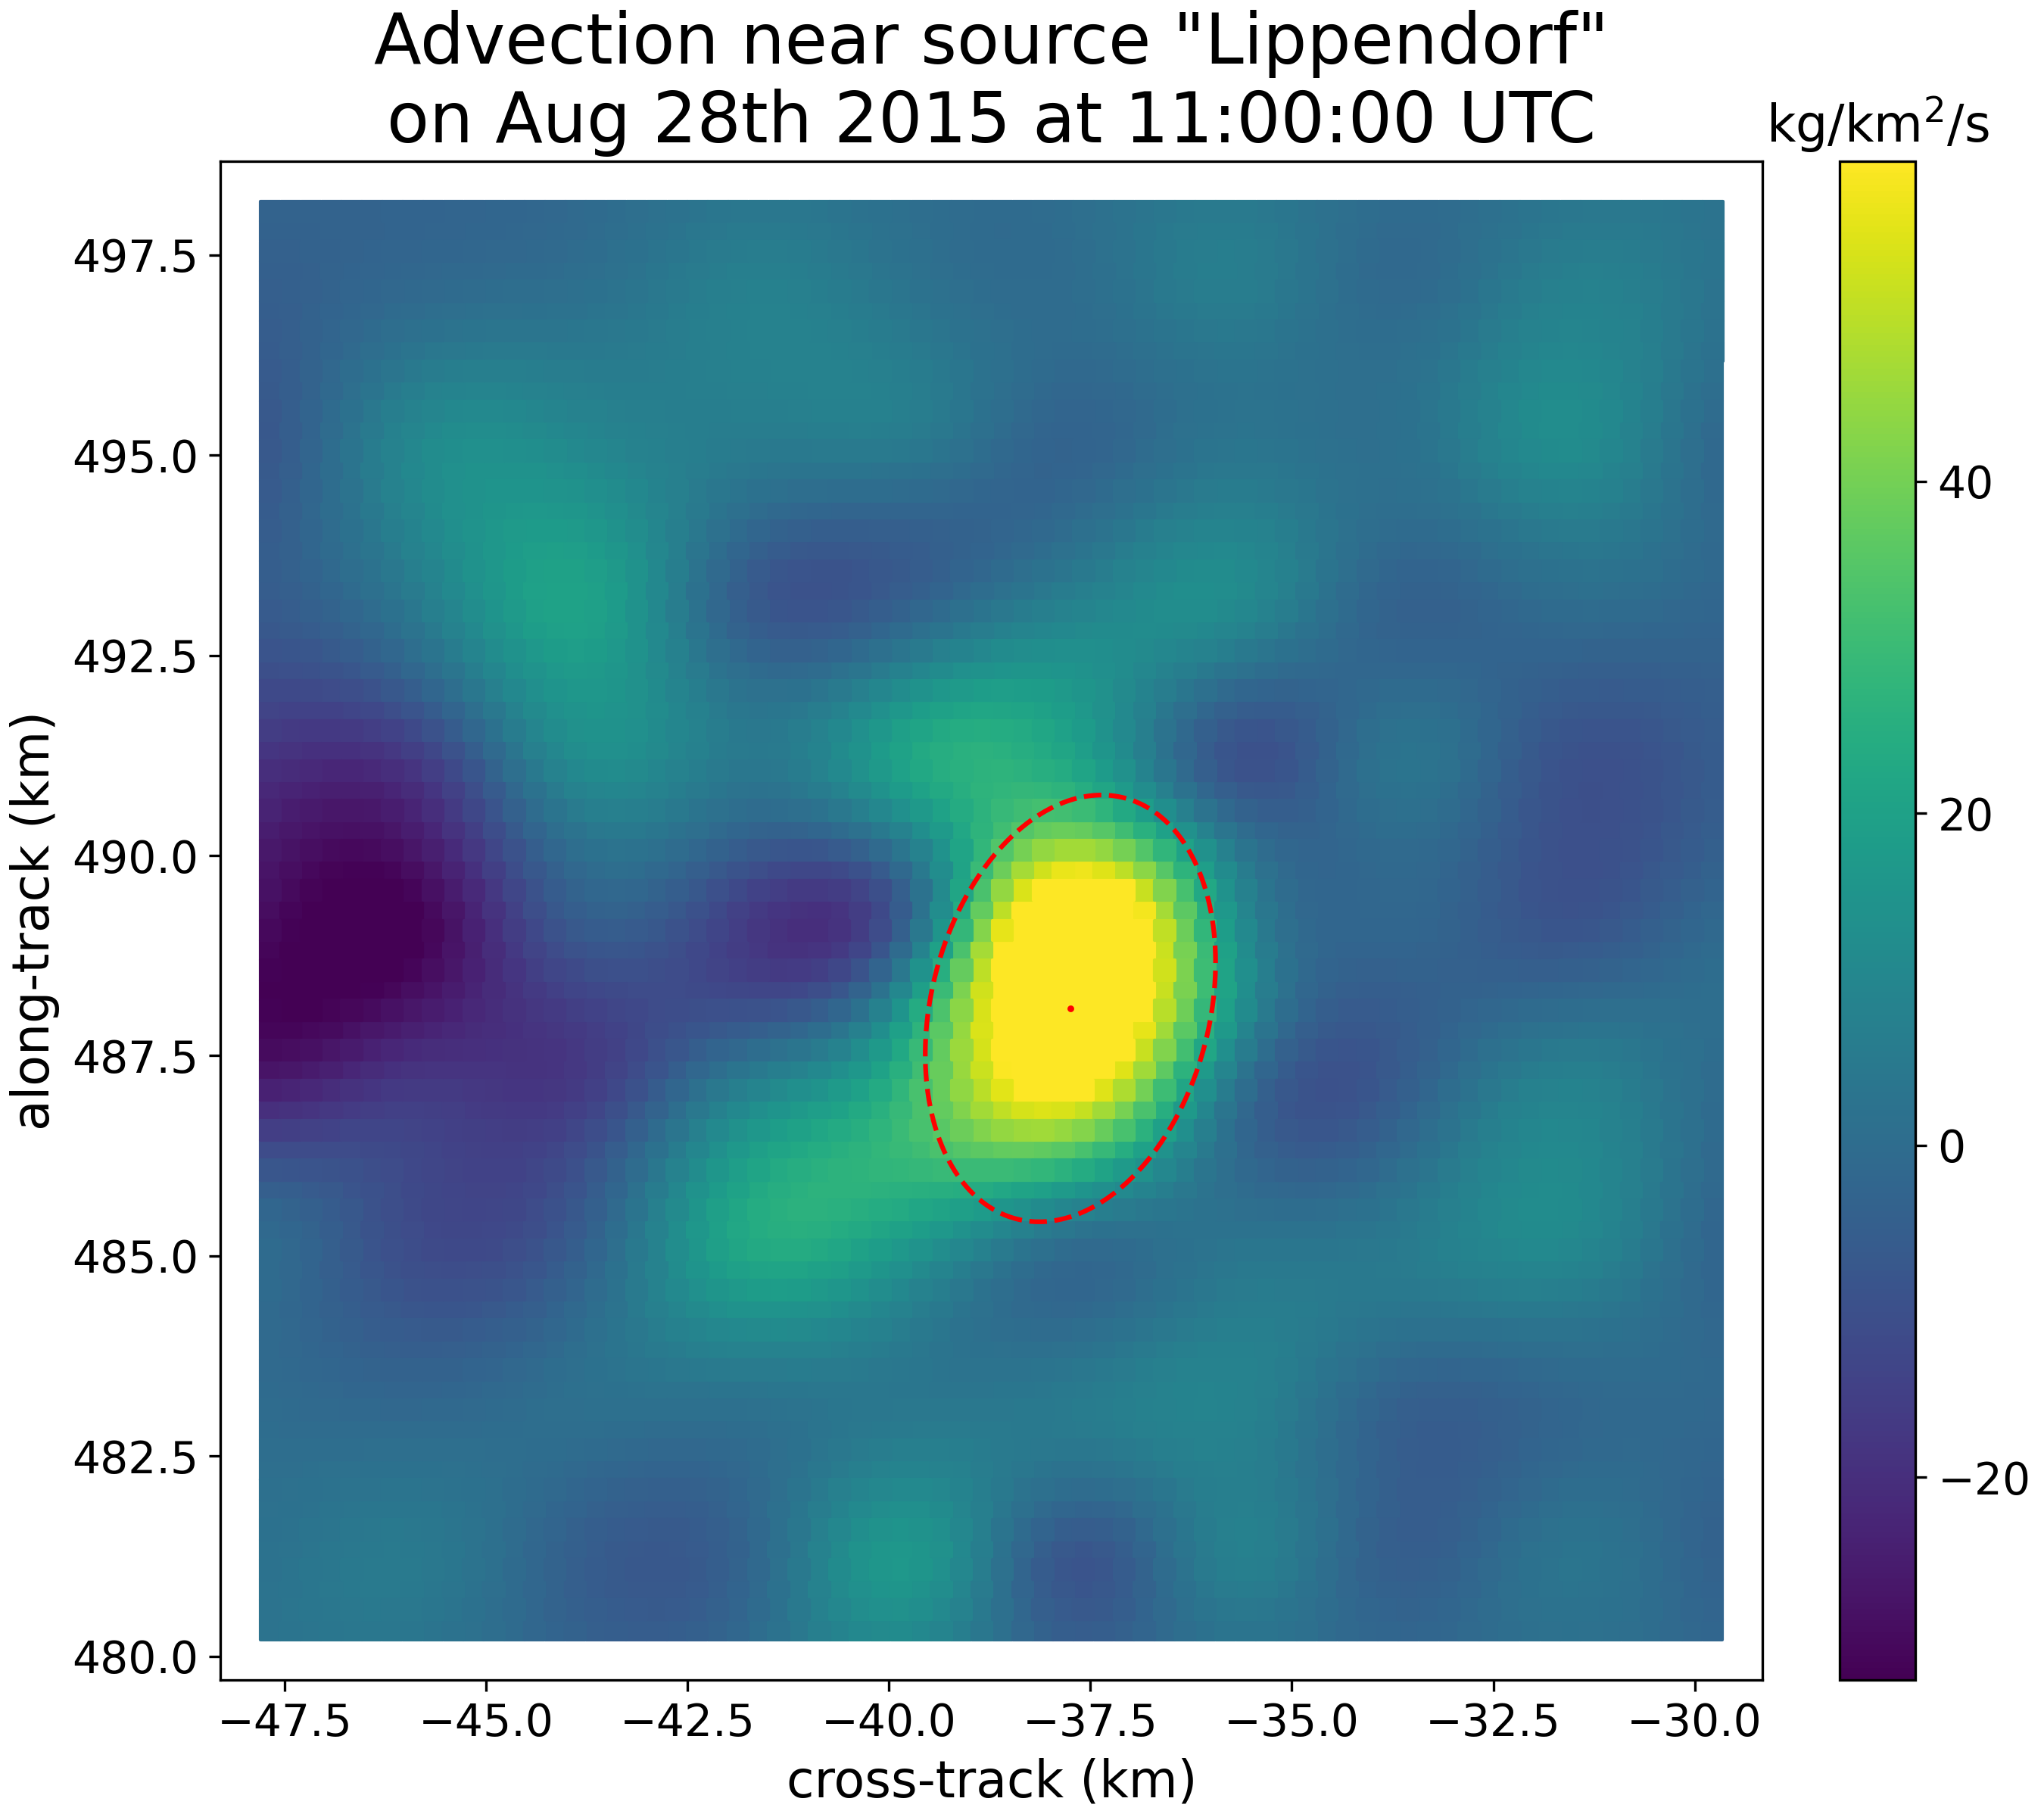 Advection near source "Lippendorf"
on Aug 28th 2015 at 11:00:00 UTC
kg/km²/s
497.5
495.0
492.5
490.0
487.5
485.0
482.5
480.0
along-track (km)
40
20
0
−20
−47.5 −45.0 −42.5 −40.0 −37.5 −35.0 −32.5 −30.0
cross-track (km)